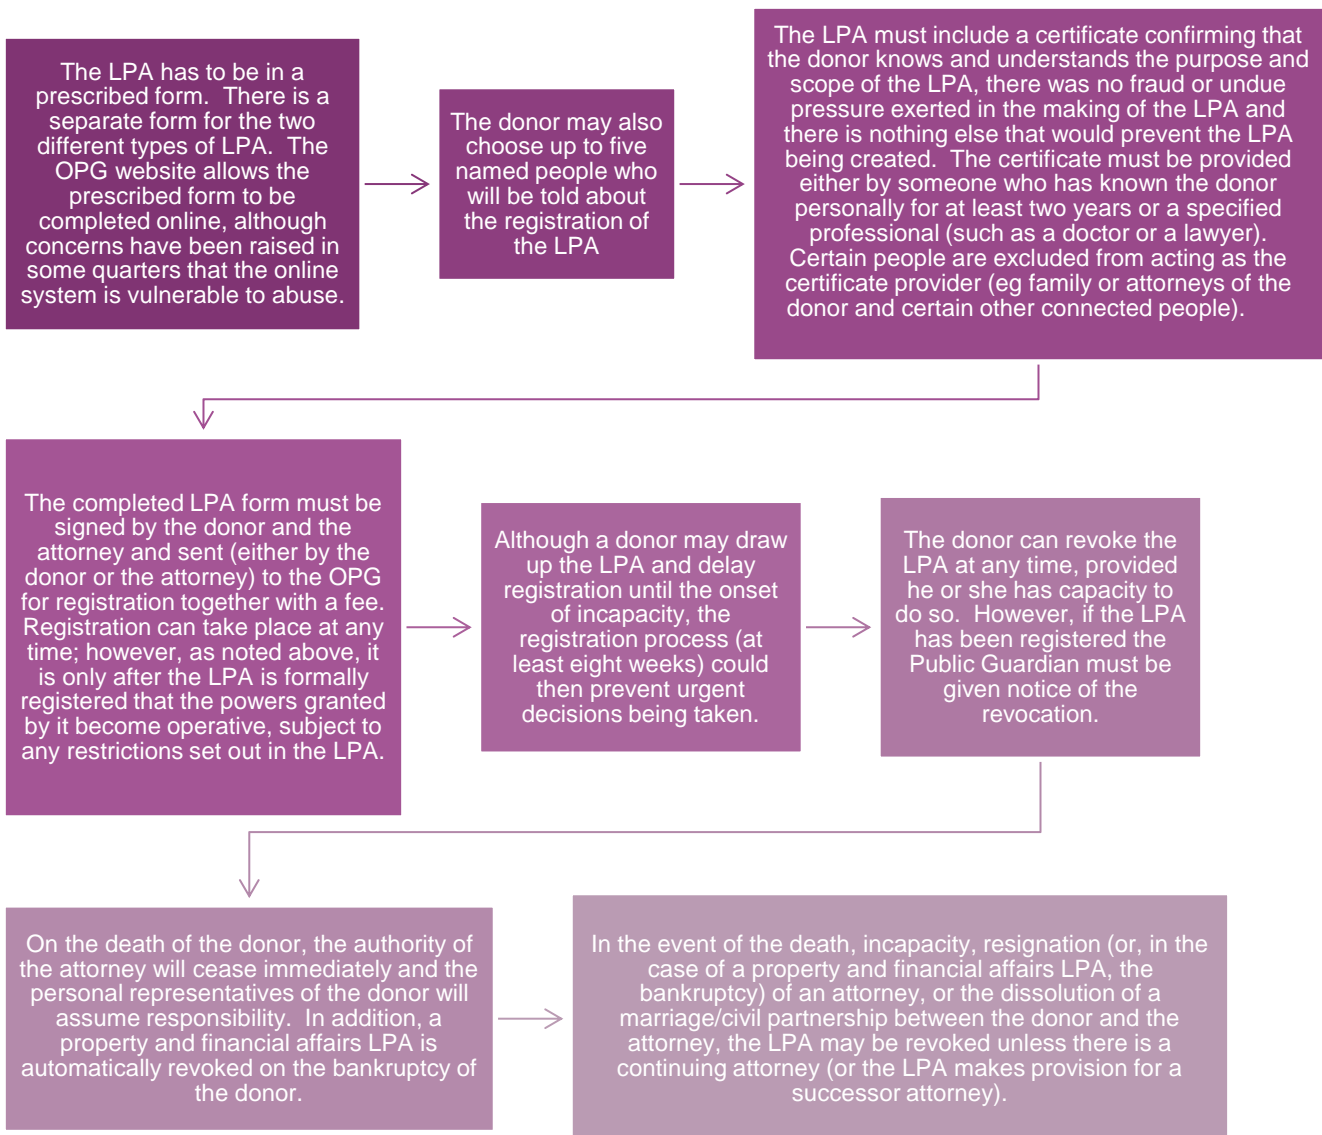 The LPA has to be in a
prescribed form.  There is a
separate form for the two
different types of LPA.  The
OPG website allows the
prescribed form to be
completed online, although
concerns have been raised in
some quarters that the online
system is vulnerable to abuse.
The donor may also
choose up to five
named people who
will be told about
the registration of
the LPA
The LPA must include a certificate confirming that
the donor knows and understands the purpose and
scope of the LPA, there was no fraud or undue
pressure exerted in the making of the LPA and
there is nothing else that would prevent the LPA
being created.  The certificate must be provided
either by someone who has known the donor
personally for at least two years or a specified
professional (such as a doctor or a lawyer).
Certain people are excluded from acting as the
certificate provider (eg family or attorneys of the
donor and certain other connected people).
The completed LPA form must be
signed by the donor and the
attorney and sent (either by the
donor or the attorney) to the OPG
for registration together with a fee.
Registration can take place at any
time; however, as noted above, it
is only after the LPA is formally
registered that the powers granted
by it become operative, subject to
any restrictions set out in the LPA.
Although a donor may draw
up the LPA and delay
registration until the onset
of incapacity, the
registration process (at
least eight weeks) could
then prevent urgent
decisions being taken.
The donor can revoke the
LPA at any time, provided
he or she has capacity to
do so.  However, if the LPA
has been registered the
Public Guardian must be
given notice of the
revocation.
On the death of the donor, the authority of
the attorney will cease immediately and the
personal representatives of the donor will
assume responsibility.  In addition, a
property and financial affairs LPA is
automatically revoked on the bankruptcy of
the donor.
In the event of the death, incapacity, resignation (or, in the
case of a property and financial affairs LPA, the
bankruptcy) of an attorney, or the dissolution of a
marriage/civil partnership between the donor and the
attorney, the LPA may be revoked unless there is a
continuing attorney (or the LPA makes provision for a
successor attorney).